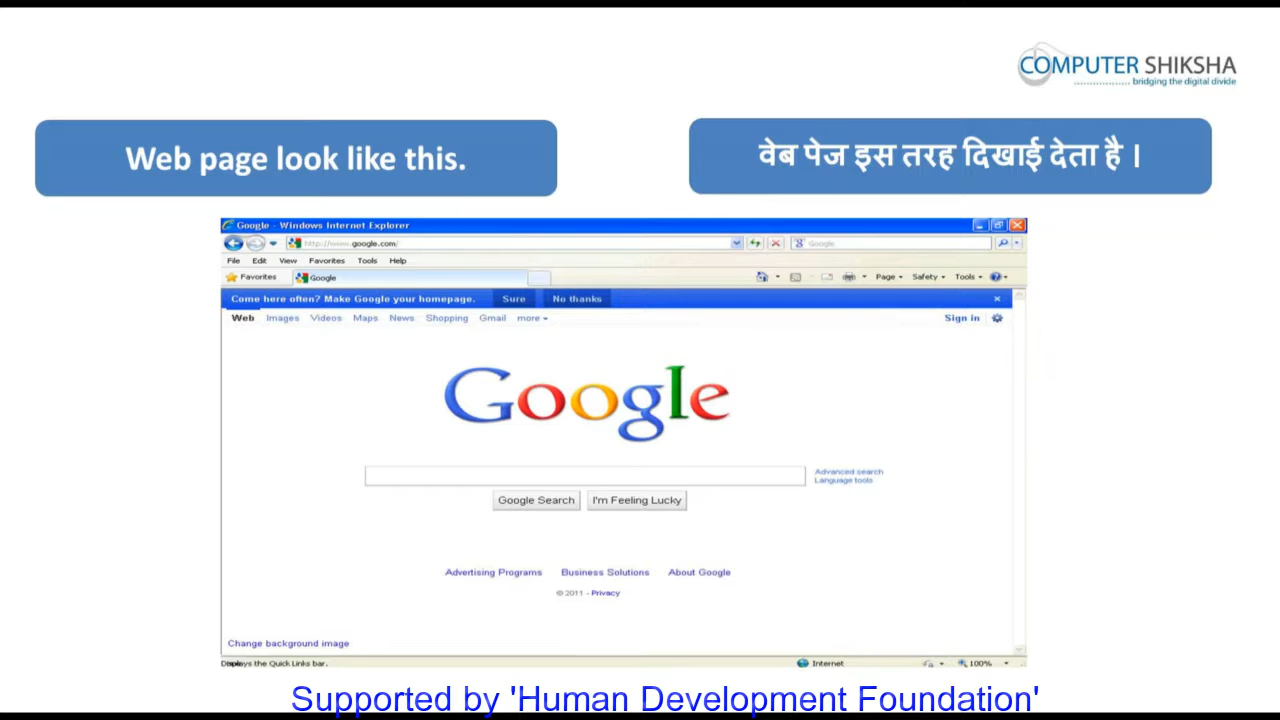 COMPUTER SHIKSHA
bridging the digital divide
Web page look like this.
वेब पेज इस तरह दिखाई देता है ।
Google - Windows Internet Explorer
http://www.google.com/
Google
File Edit View Favorites Tools Help
Favorites Google Page Safety Tools
Come here often? Make Google your homepage. Sure No thanks
Web Images Videos Maps News Shopping Gmail more Sign in
Google
Advanced search
Language tools
Google Search I'm Feeling Lucky
Advertising Programs Business Solutions About Google
© 2011 - Privacy
Change background image
the Quick Links bar. Internet 100%
Supported by 'Human Development Foundation'